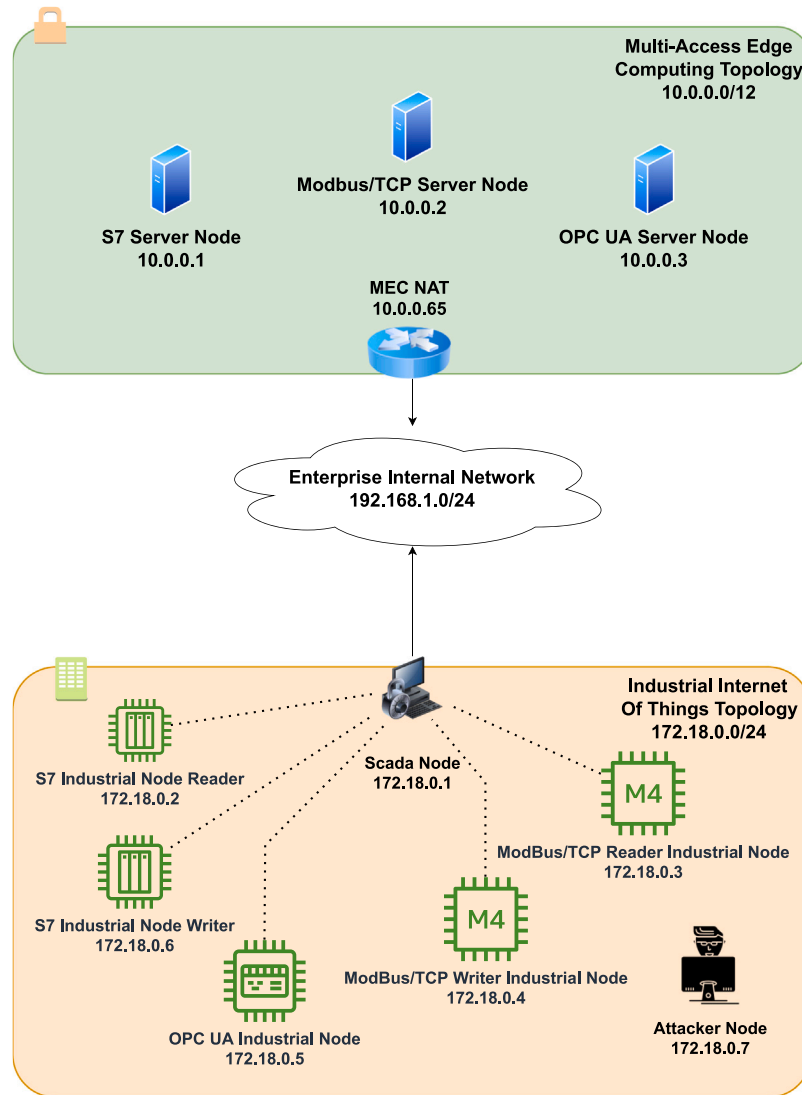 Multi-Access Edge
Computing Topology
10.0.0.0/12
Modbus/TCP Server Node
10.0.0.2
S7 Server Node
10.0.0.1
OPC UA Server Node
10.0.0.3
MEC NAT
10.0.0.65
Enterprise Internal Network
192.168.1.0/24
Industrial Internet
Of Things Topology
172.18.0.0/24
Scada Node
172.18.0.1
S7 Industrial Node Reader
172.18.0.2
M4
ModBus/TCP Reader Industrial Node
172.18.0.3
S7 Industrial Node Writer
172.18.0.6
M4
ModBus/TCP Writer Industrial Node
172.18.0.4
OPC UA Industrial Node
172.18.0.5
Attacker Node
172.18.0.7